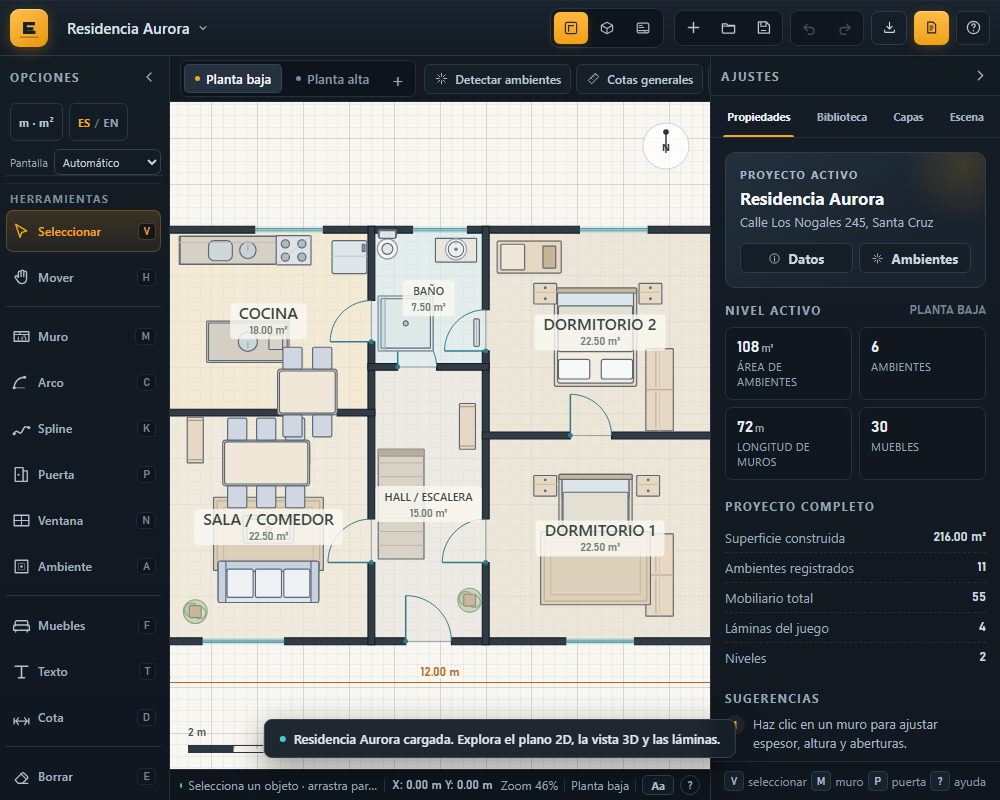 E
Residencia Aurora
OPCIONES
m · m²
ES / EN
Pantalla
Automático
HERRAMIENTAS
Seleccionar V
Mover H
Muro M
Arco C
Spline K
Puerta P
Ventana N
Ambiente A
Muebles F
Texto T
Cota D
Borrar E
Planta baja
Planta alta
+
Detectar ambientes
Cotas generales
N
COCINA
18.00 m²
BAÑO
7.50 m²
DORMITORIO 2
22.50 m²
SALA / COMEDOR
22.50 m²
HALL / ESCALERA
15.00 m²
DORMITORIO 1
22.50 m²
12.00 m
2 m
Residencia Aurora cargada. Explora el plano 2D, la vista 3D y las láminas.
Selecciona un objeto · arrastra par...
X: 0.00 m Y: 0.00 m
Zoom 46%
Planta baja
Aa
?
AJUSTES
Propiedades
Biblioteca
Capas
Escena
PROYECTO ACTIVO
Residencia Aurora
Calle Los Nogales 245, Santa Cruz
Datos
Ambientes
NIVEL ACTIVO
PLANTA BAJA
108 m²
ÁREA DE
AMBIENTES
6
AMBIENTES
72 m
LONGITUD DE
MUROS
30
MUEBLES
PROYECTO COMPLETO
Superficie construida 216.00 m²
Ambientes registrados 11
Mobiliario total 55
Láminas del juego 4
Niveles 2
SUGERENCIAS
Haz clic en un muro para ajustar
espesor, altura y aberturas.
V seleccionar M muro P puerta ? ayuda